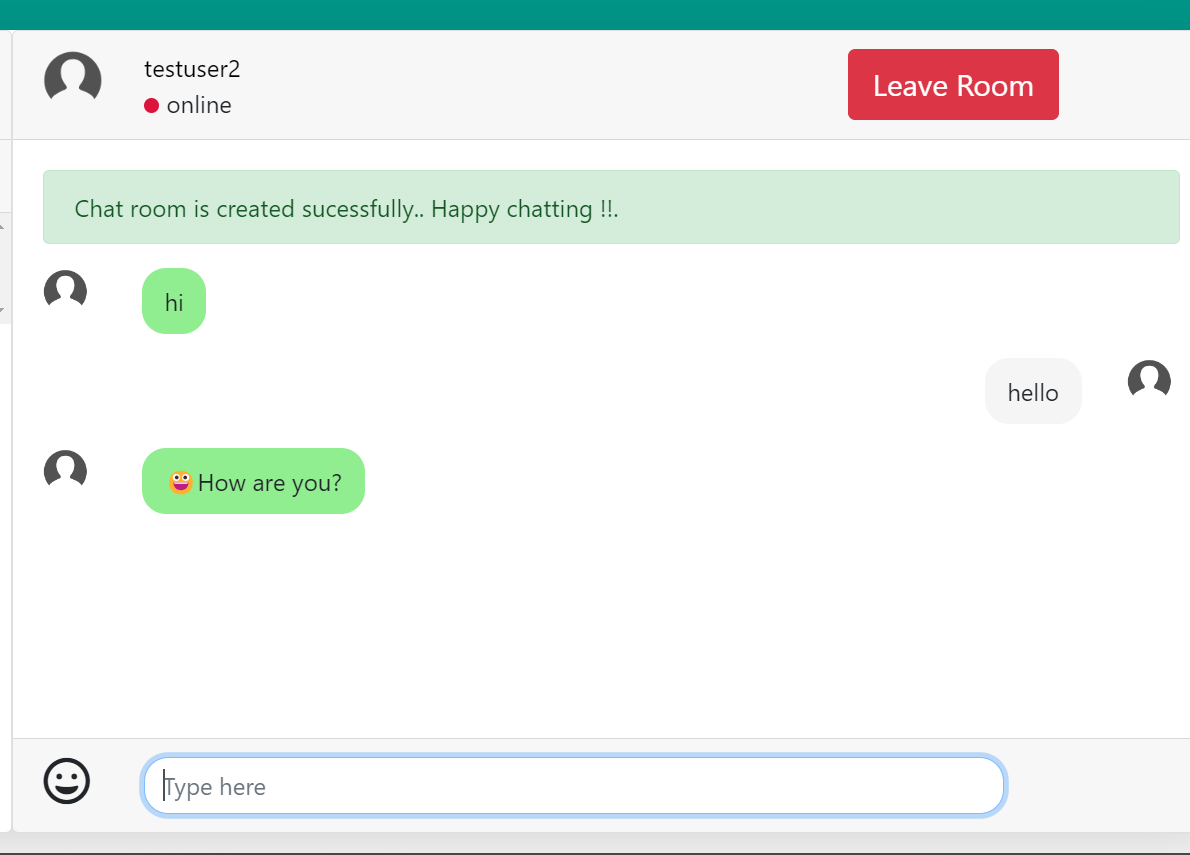 testuser2
online
Leave Room
Chat room is created sucessfully.. Happy chatting !!.
hi
hello
How are you?
Type here